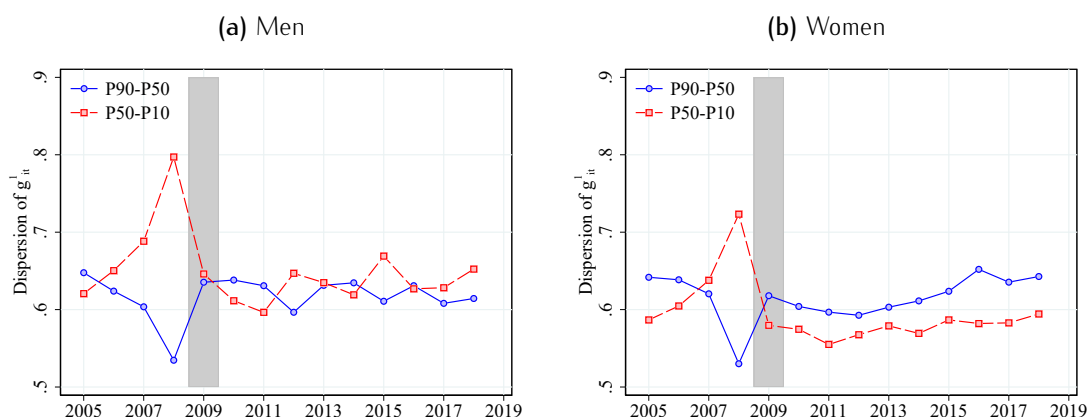 (a) Men
Dispersion of g¹ᵢₜ
.5 .6 .7 .8 .9
P90-P50
P50-P10
2005 2007 2009 2011 2013 2015 2017 2019
(b) Women
Dispersion of g¹ᵢₜ
.5 .6 .7 .8 .9
P90-P50
P50-P10
2005 2007 2009 2011 2013 2015 2017 2019